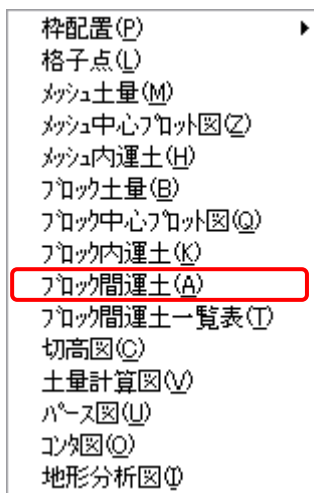 枠配置(P)
格子点(L)
ﾒｯｼｭ土量(M)
ﾒｯｼｭ中心ﾌﾟﾛｯﾄ図(Z)
ﾒｯｼｭ内運土(H)
ﾌﾞﾛｯｸ土量(B)
ﾌﾞﾛｯｸ中心ﾌﾟﾛｯﾄ図(Q)
ﾌﾞﾛｯｸ内運土(K)
ﾌﾞﾛｯｸ間運土(A)
ﾌﾞﾛｯｸ間運土一覧表(T)
切高図(C)
土量計算図(V)
ﾊﾟｰｽ図(U)
ｺﾝﾀ図(O)
地形分析図(I)